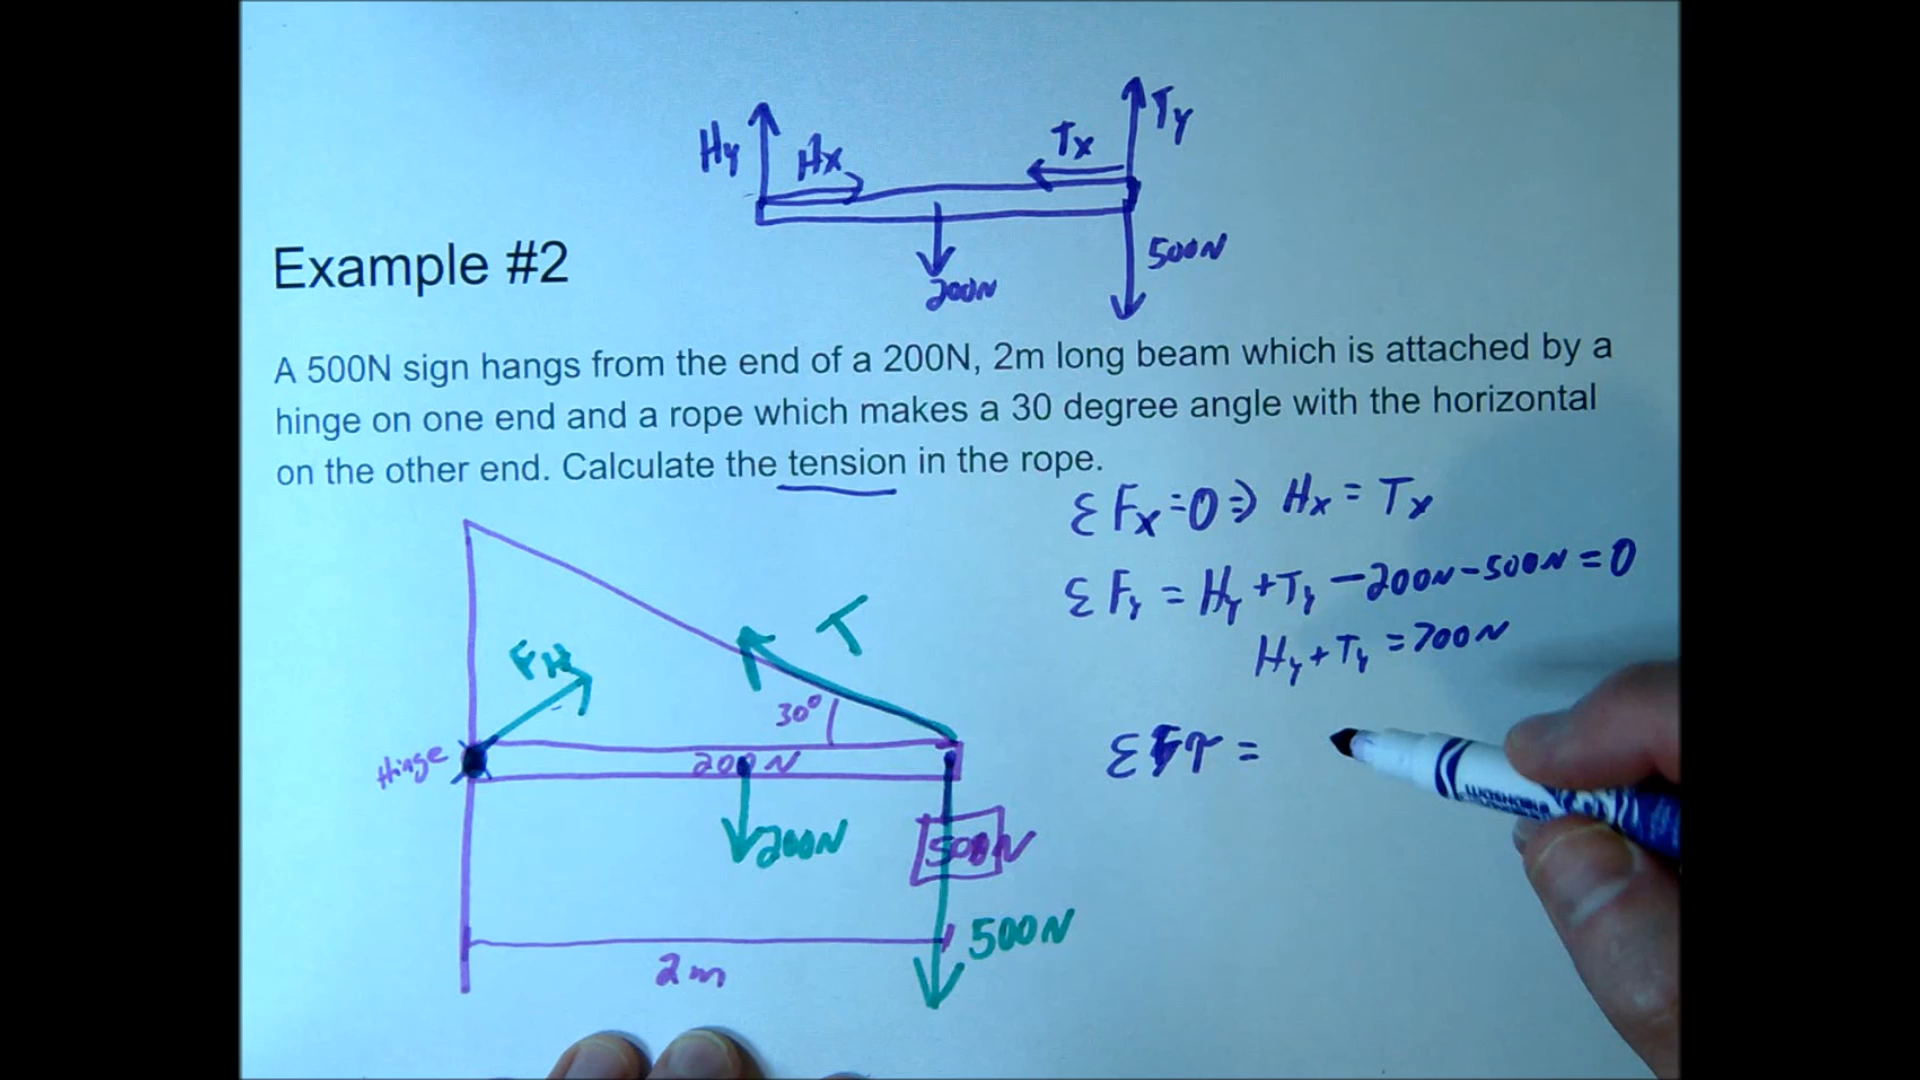 Hy
Hx
Tx
Ty
200N
500N
Example #2
A 500N sign hangs from the end of a 200N, 2m long beam which is attached by a
hinge on one end and a rope which makes a 30 degree angle with the horizontal
on the other end. Calculate the tension in the rope.
ΣFx=0⇒ Hx = Tx
ΣFy = Hy+Ty-200N-500N=0
Hy+Ty=700N
Στ =
FH
T
30°
Hinge
200N
200N
500N
500N
2m